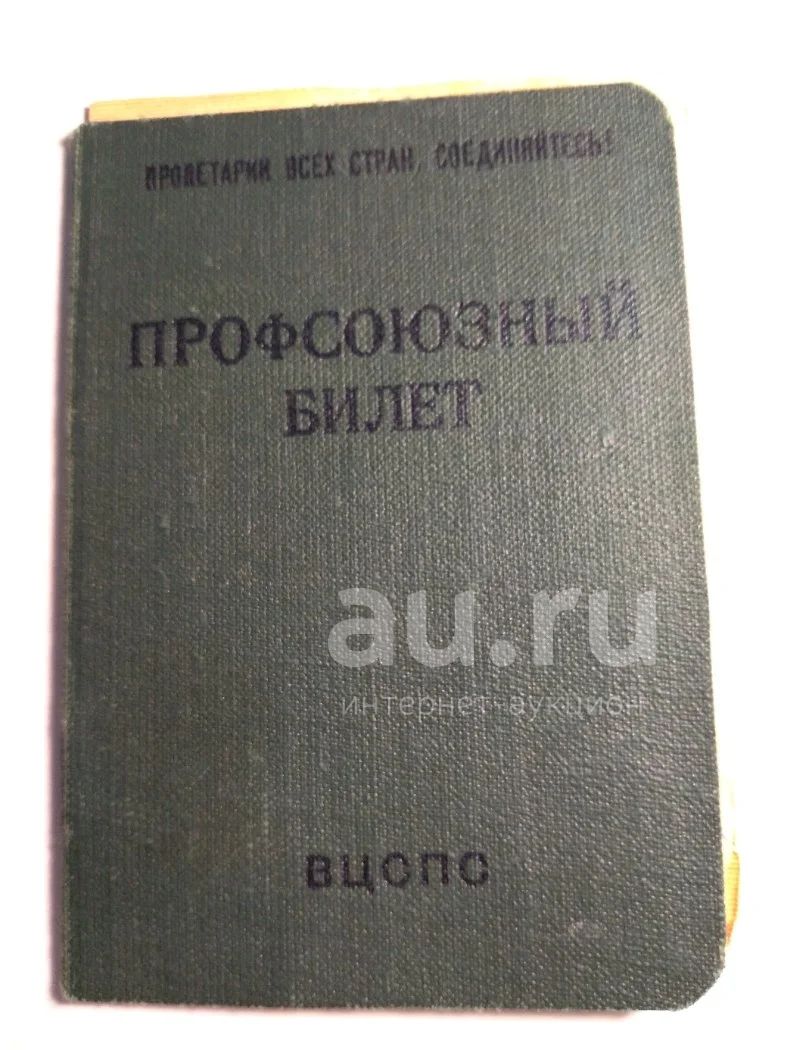 ПРОЛЕТАРИИ ВСЕХ СТРАН, СОЕДИНЯЙТЕСЬ!
ПРОФСОЮЗНЫЙ
БИЛЕТ
au.ru
интернет-аукцион
ВЦСПС